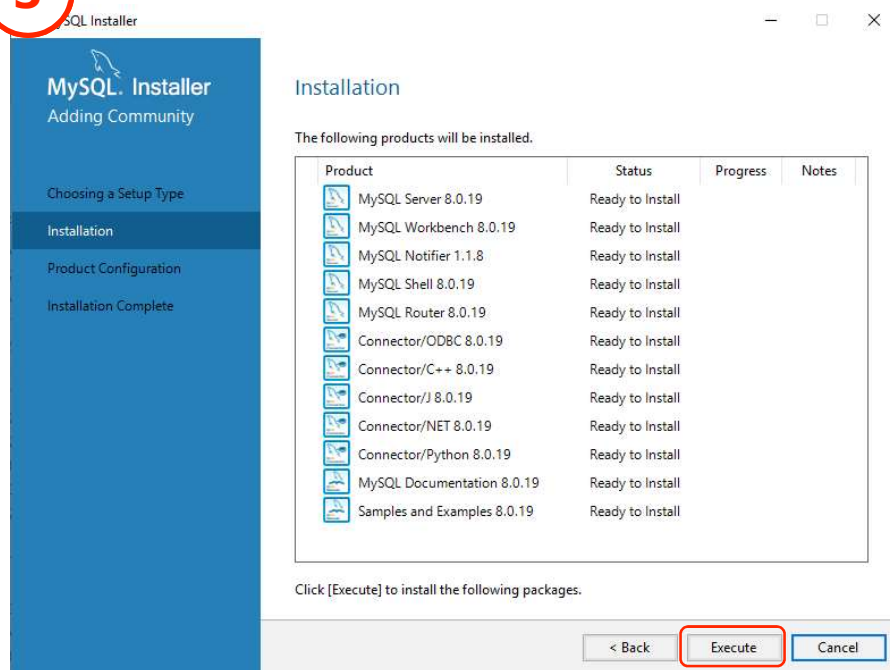 SQL Installer
MySQL. Installer
Adding Community
Choosing a Setup Type
Installation
Product Configuration
Installation Complete
Installation
The following products will be installed.
Product Status Progress Notes
MySQL Server 8.0.19 Ready to Install
MySQL Workbench 8.0.19 Ready to Install
MySQL Notifier 1.1.8 Ready to Install
MySQL Shell 8.0.19 Ready to Install
MySQL Router 8.0.19 Ready to Install
Connector/ODBC 8.0.19 Ready to Install
Connector/C++ 8.0.19 Ready to Install
Connector/J 8.0.19 Ready to Install
Connector/NET 8.0.19 Ready to Install
Connector/Python 8.0.19 Ready to Install
MySQL Documentation 8.0.19 Ready to Install
Samples and Examples 8.0.19 Ready to Install
Click [Execute] to install the following packages.
< Back Execute Cancel